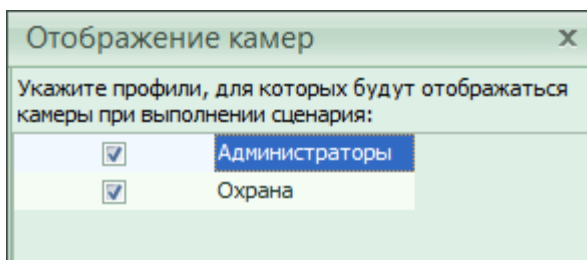 Отображение камер
Укажите профили, для которых будут отображаться
камеры при выполнении сценария:
Администраторы
Охрана